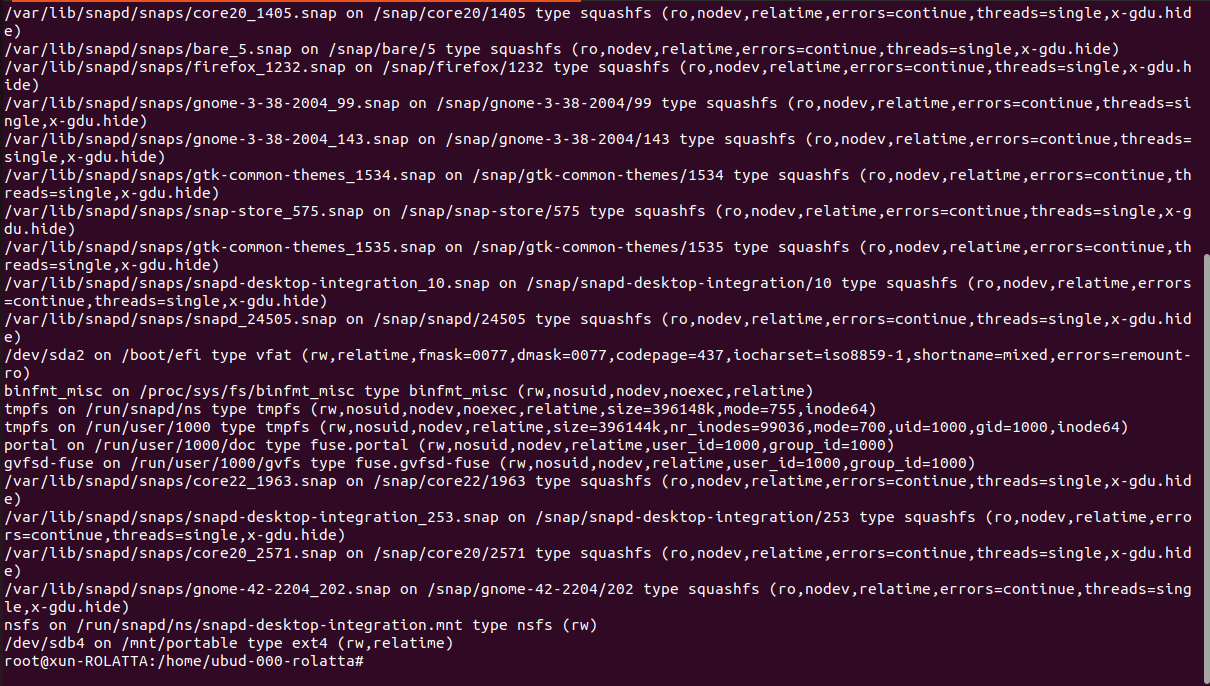 /var/lib/snapd/snaps/core20_1405.snap on /snap/core20/1405 type squashfs (ro,nodev,relatime,errors=continue,threads=single,x-gdu.hid
e)
/var/lib/snapd/snaps/bare_5.snap on /snap/bare/5 type squashfs (ro,nodev,relatime,errors=continue,threads=single,x-gdu.hide)
/var/lib/snapd/snaps/firefox_1232.snap on /snap/firefox/1232 type squashfs (ro,nodev,relatime,errors=continue,threads=single,x-gdu.h
ide)
/var/lib/snapd/snaps/gnome-3-38-2004_99.snap on /snap/gnome-3-38-2004/99 type squashfs (ro,nodev,relatime,errors=continue,threads=si
ngle,x-gdu.hide)
/var/lib/snapd/snaps/gnome-3-38-2004_143.snap on /snap/gnome-3-38-2004/143 type squashfs (ro,nodev,relatime,errors=continue,threads=
single,x-gdu.hide)
/var/lib/snapd/snaps/gtk-common-themes_1534.snap on /snap/gtk-common-themes/1534 type squashfs (ro,nodev,relatime,errors=continue,th
reads=single,x-gdu.hide)
/var/lib/snapd/snaps/snap-store_575.snap on /snap/snap-store/575 type squashfs (ro,nodev,relatime,errors=continue,threads=single,x-g
du.hide)
/var/lib/snapd/snaps/gtk-common-themes_1535.snap on /snap/gtk-common-themes/1535 type squashfs (ro,nodev,relatime,errors=continue,th
reads=single,x-gdu.hide)
/var/lib/snapd/snaps/snapd-desktop-integration_10.snap on /snap/snapd-desktop-integration/10 type squashfs (ro,nodev,relatime,errors
=continue,threads=single,x-gdu.hide)
/var/lib/snapd/snaps/snapd_24505.snap on /snap/snapd/24505 type squashfs (ro,nodev,relatime,errors=continue,threads=single,x-gdu.hid
e)
/dev/sda2 on /boot/efi type vfat (rw,relatime,fmask=0077,dmask=0077,codepage=437,iocharset=iso8859-1,shortname=mixed,errors=remount-
ro)
binfmt_misc on /proc/sys/fs/binfmt_misc type binfmt_misc (rw,nosuid,nodev,noexec,relatime)
tmpfs on /run/snapd/ns type tmpfs (rw,nosuid,nodev,noexec,relatime,size=396148k,mode=755,inode64)
tmpfs on /run/user/1000 type tmpfs (rw,nosuid,nodev,relatime,size=396144k,nr_inodes=99036,mode=700,uid=1000,gid=1000,inode64)
portal on /run/user/1000/doc type fuse.portal (rw,nosuid,nodev,relatime,user_id=1000,group_id=1000)
gvfsd-fuse on /run/user/1000/gvfs type fuse.gvfsd-fuse (rw,nosuid,nodev,relatime,user_id=1000,group_id=1000)
/var/lib/snapd/snaps/core22_1963.snap on /snap/core22/1963 type squashfs (ro,nodev,relatime,errors=continue,threads=single,x-gdu.hid
e)
/var/lib/snapd/snaps/snapd-desktop-integration_253.snap on /snap/snapd-desktop-integration/253 type squashfs (ro,nodev,relatime,erro
rs=continue,threads=single,x-gdu.hide)
/var/lib/snapd/snaps/core20_2571.snap on /snap/core20/2571 type squashfs (ro,nodev,relatime,errors=continue,threads=single,x-gdu.hid
e)
/var/lib/snapd/snaps/gnome-42-2204_202.snap on /snap/gnome-42-2204/202 type squashfs (ro,nodev,relatime,errors=continue,threads=sing
le,x-gdu.hide)
nsfs on /run/snapd/ns/snapd-desktop-integration.mnt type nsfs (rw)
/dev/sdb4 on /mnt/portable type ext4 (rw,relatime)
root@xun-ROLATTA:/home/ubud-000-rolatta#